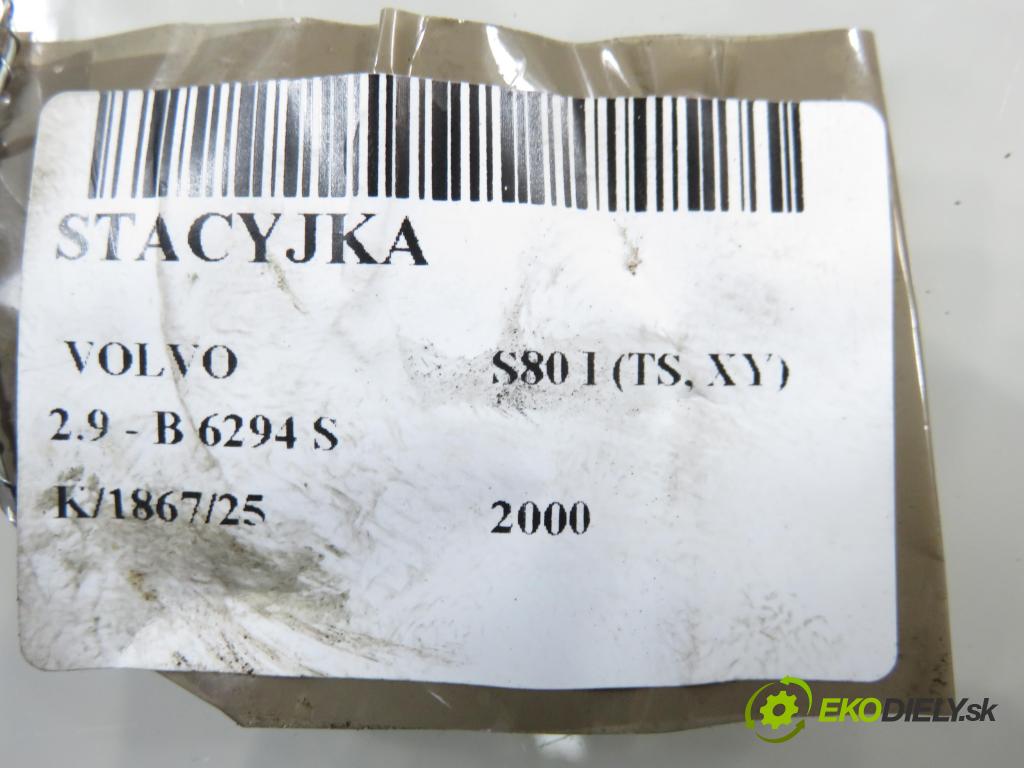 STACYJKA
VOLVO S80 I (TS, XY)
2.9 - B 6294 S
K/1867/25 2000
EKODIELY.sk